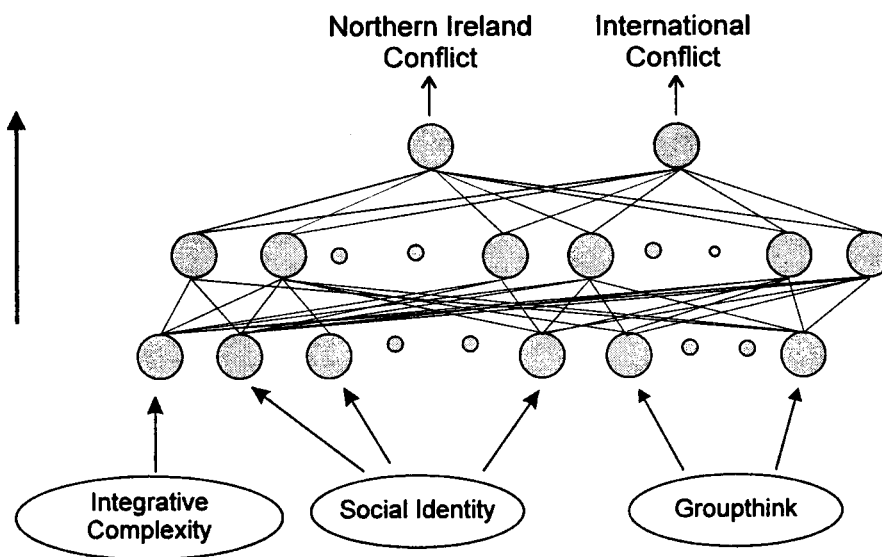 Northern Ireland
Conflict
International
Conflict
Integrative
Complexity
Social Identity
Groupthink